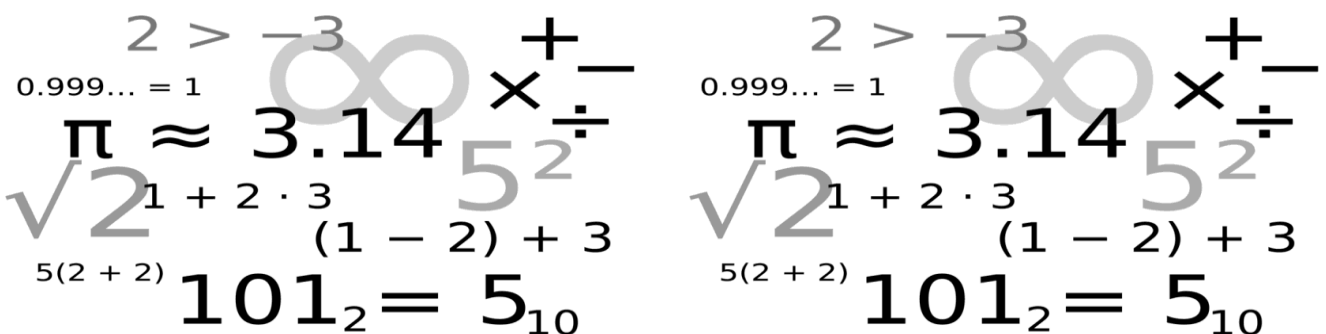 2 > −3
∞
+
−
×
÷
0.999... = 1
π ≈ 3.14
√2
5²
1 + 2 · 3
(1 − 2) + 3
5(2 + 2)
101₂ = 5₁₀
2 > −3
∞
+
−
×
÷
0.999... = 1
π ≈ 3.14
√2
5²
1 + 2 · 3
(1 − 2) + 3
5(2 + 2)
101₂ = 5₁₀